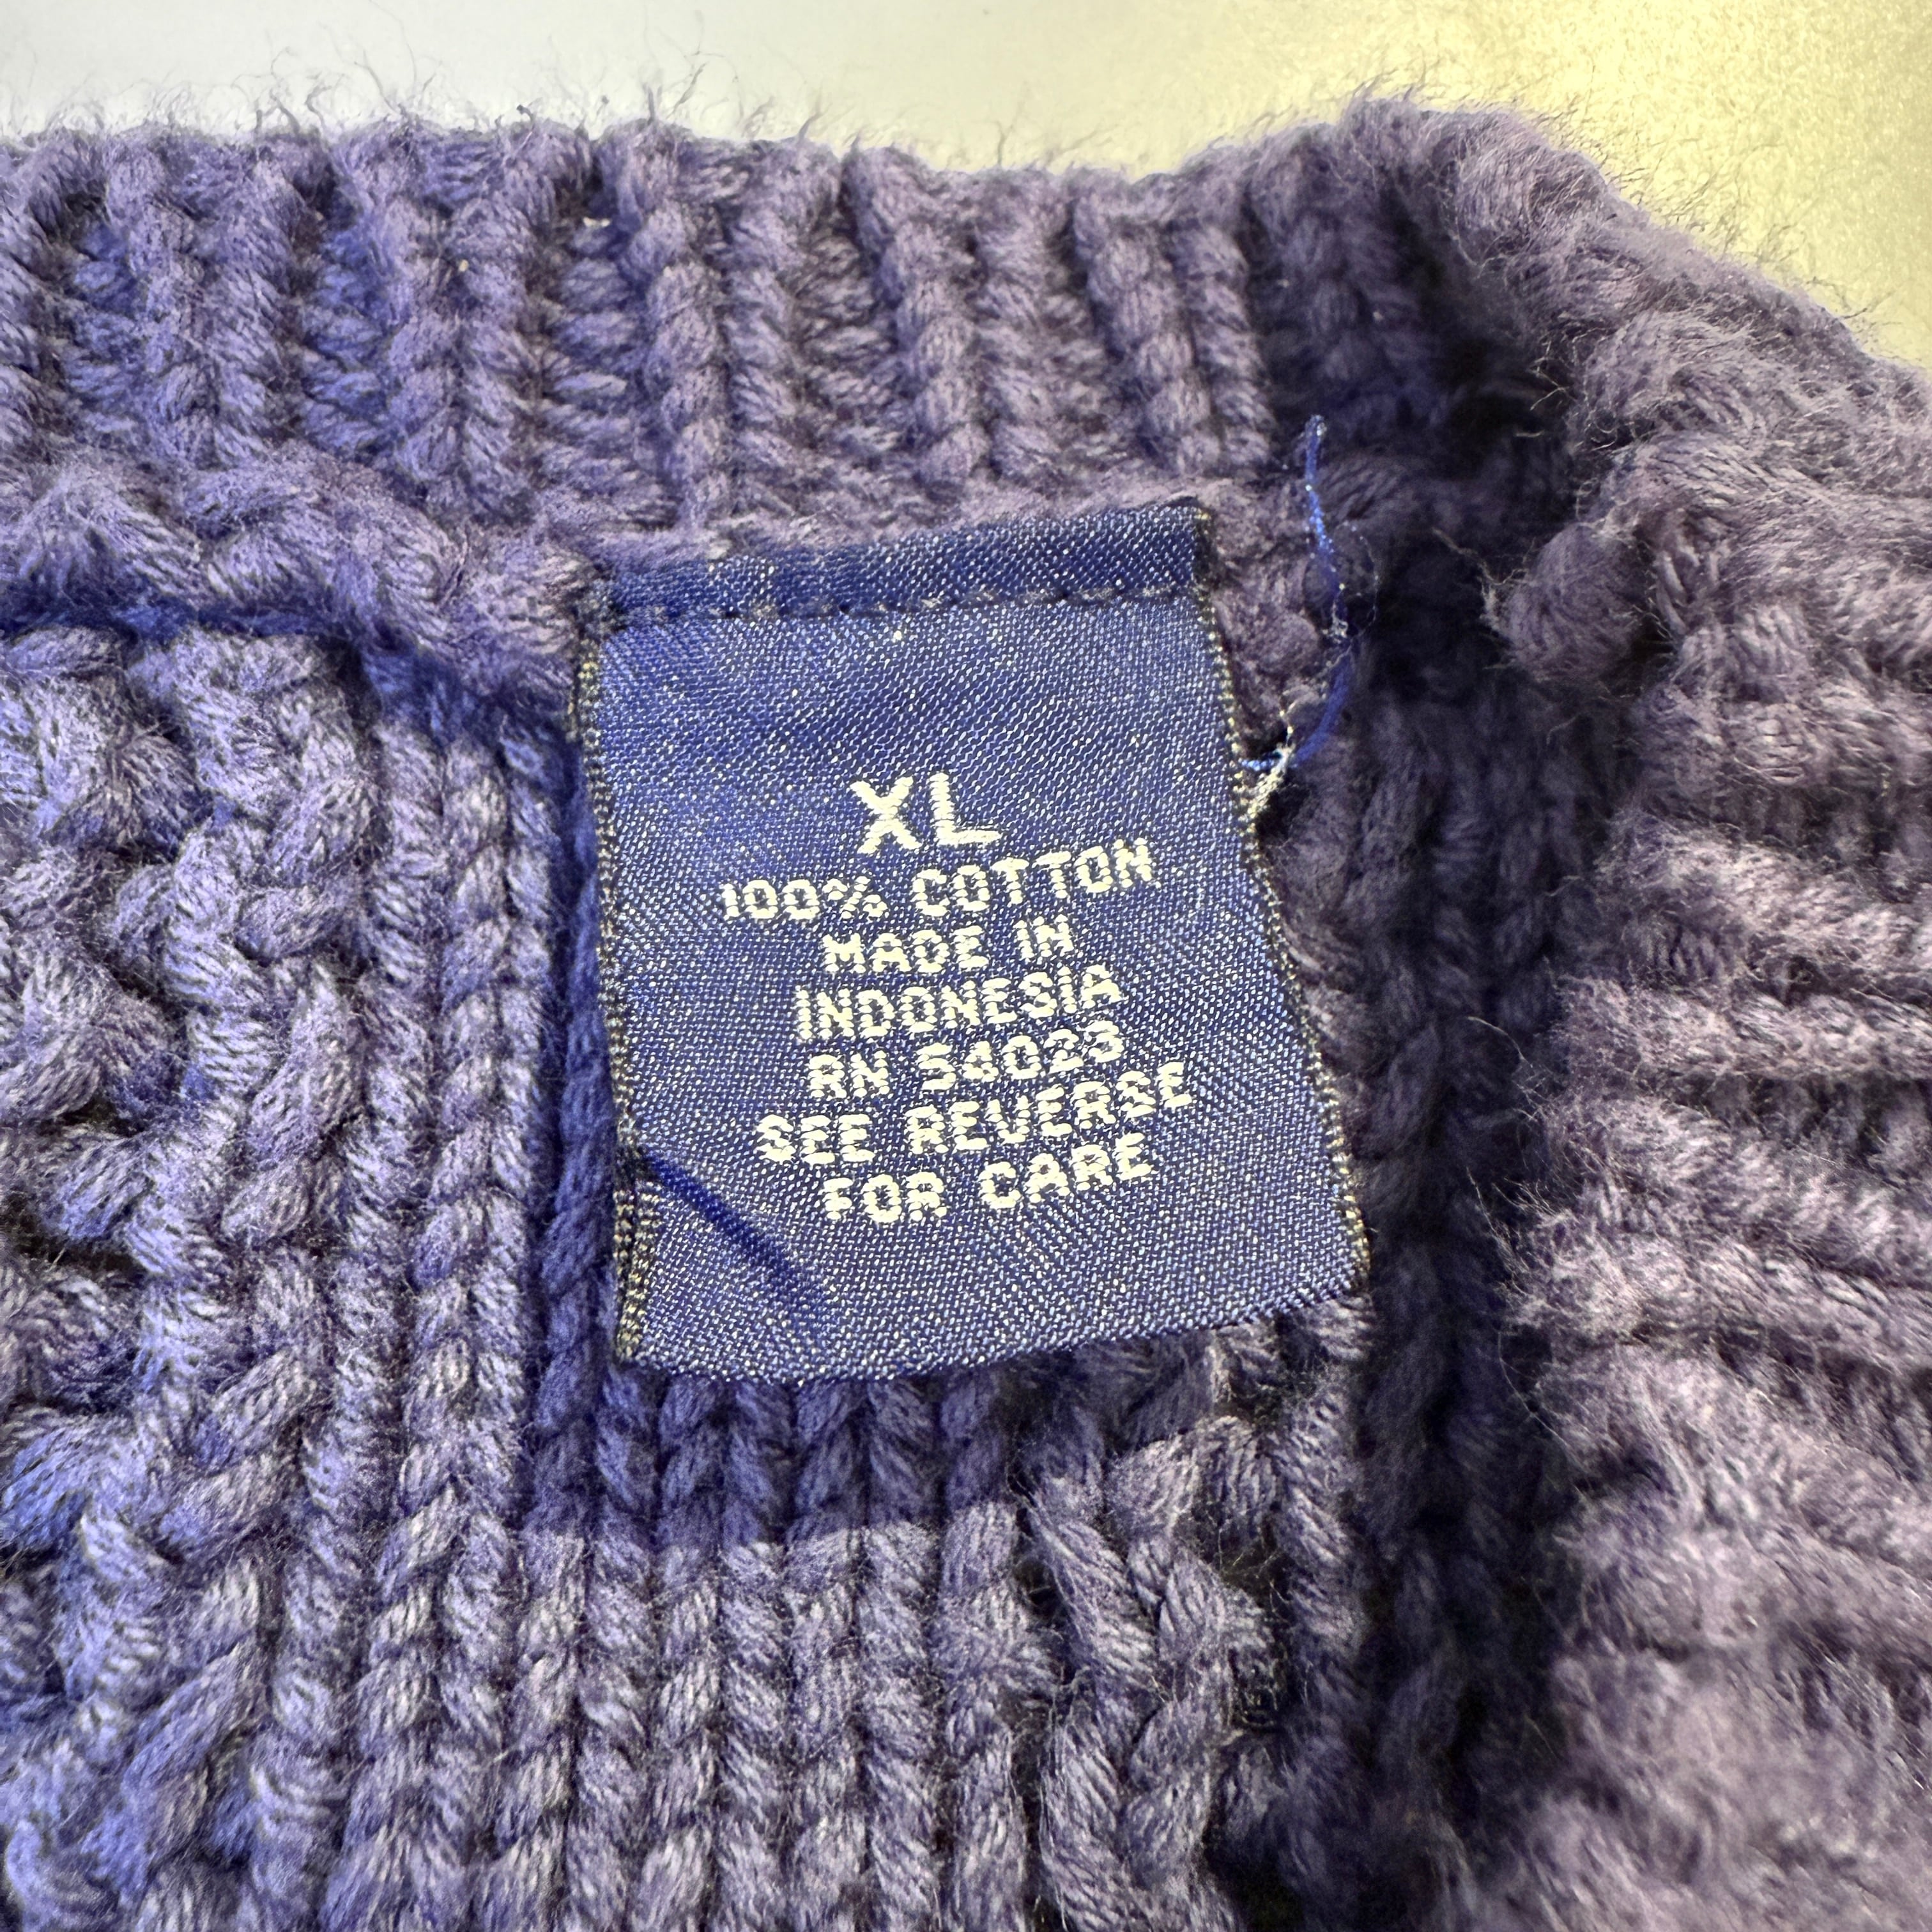 XL
100% COTTON
MADE IN
INDONESIA
RN 54023
SEE REVERSE
FOR CARE